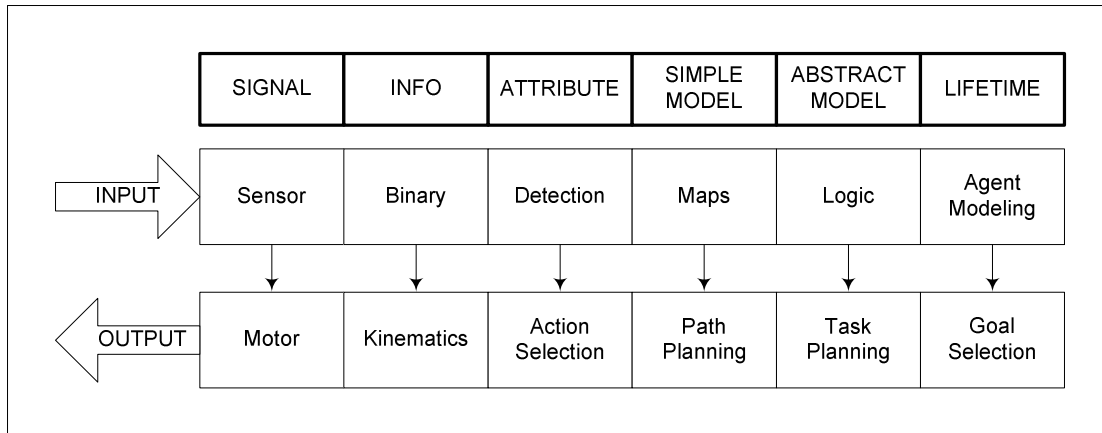 SIGNAL
INFO
ATTRIBUTE
SIMPLE
MODEL
ABSTRACT
MODEL
LIFETIME
INPUT
Sensor
Binary
Detection
Maps
Logic
Agent
Modeling
OUTPUT
Motor
Kinematics
Action
Selection
Path
Planning
Task
Planning
Goal
Selection